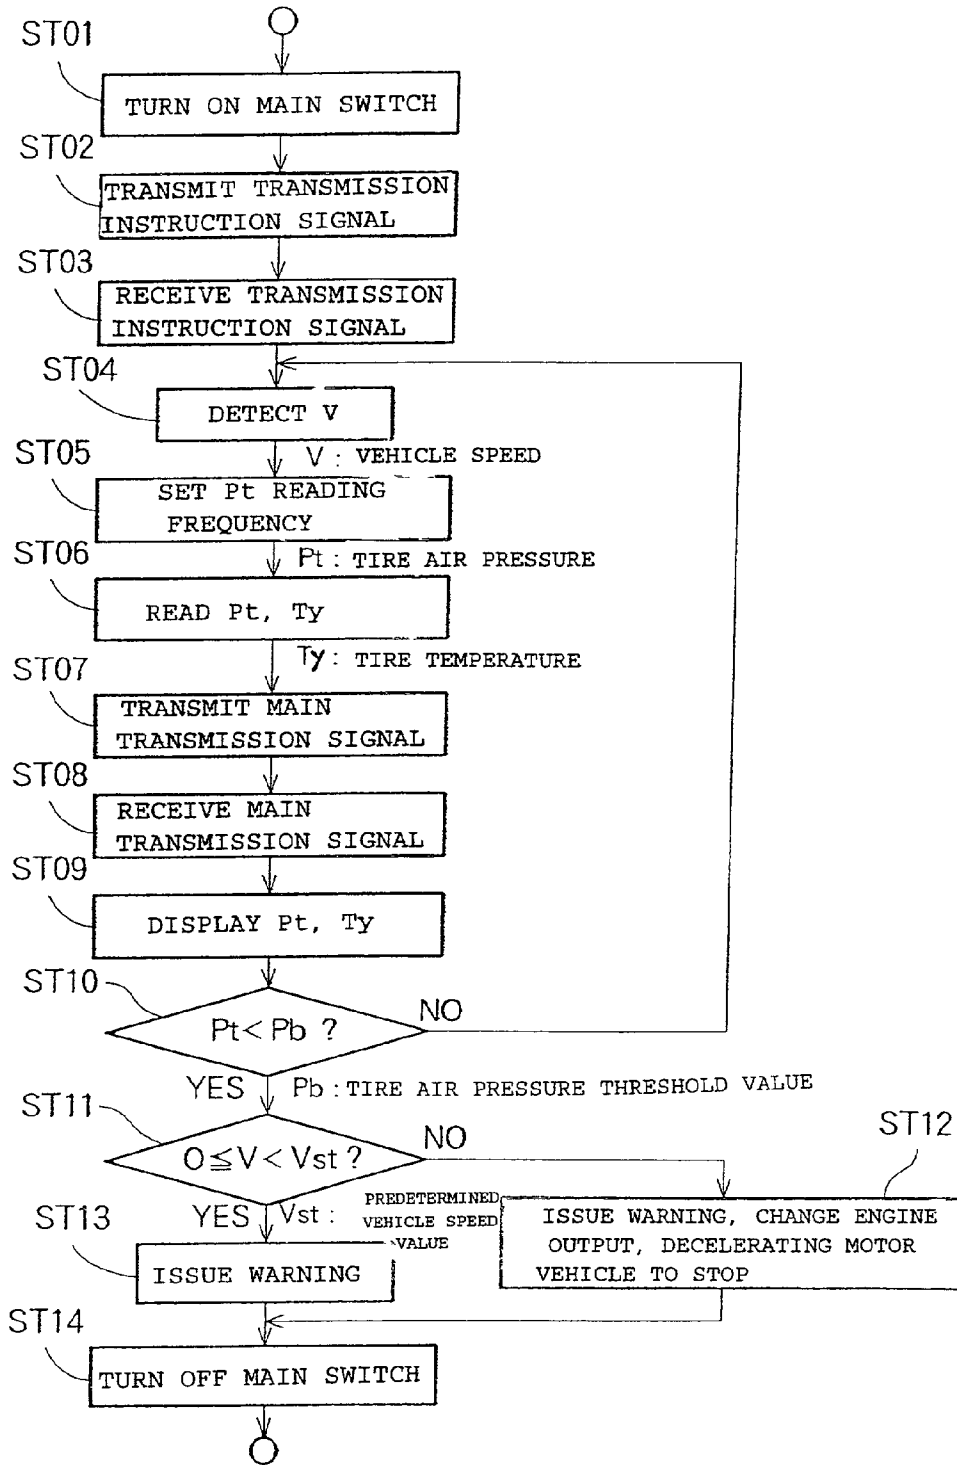 ST01
TURN ON MAIN SWITCH
ST02
TRANSMIT TRANSMISSION
INSTRUCTION SIGNAL
ST03
RECEIVE TRANSMISSION
INSTRUCTION SIGNAL
ST04
DETECT V
V : VEHICLE SPEED
ST05
SET Pt READING
FREQUENCY
Pt : TIRE AIR PRESSURE
ST06
READ Pt, Ty
Ty : TIRE TEMPERATURE
ST07
TRANSMIT MAIN
TRANSMISSION SIGNAL
ST08
RECEIVE MAIN
TRANSMISSION SIGNAL
ST09
DISPLAY Pt, Ty
ST10
Pt < Pb ?
NO
YES
Pb : TIRE AIR PRESSURE THRESHOLD VALUE
ST11
0 ≦ V < Vst ?
NO
ST12
YES
Vst :
PREDETERMINED
VEHICLE SPEED
VALUE
ISSUE WARNING, CHANGE ENGINE
OUTPUT, DECELERATING MOTOR
VEHICLE TO STOP
ST13
ISSUE WARNING
ST14
TURN OFF MAIN SWITCH